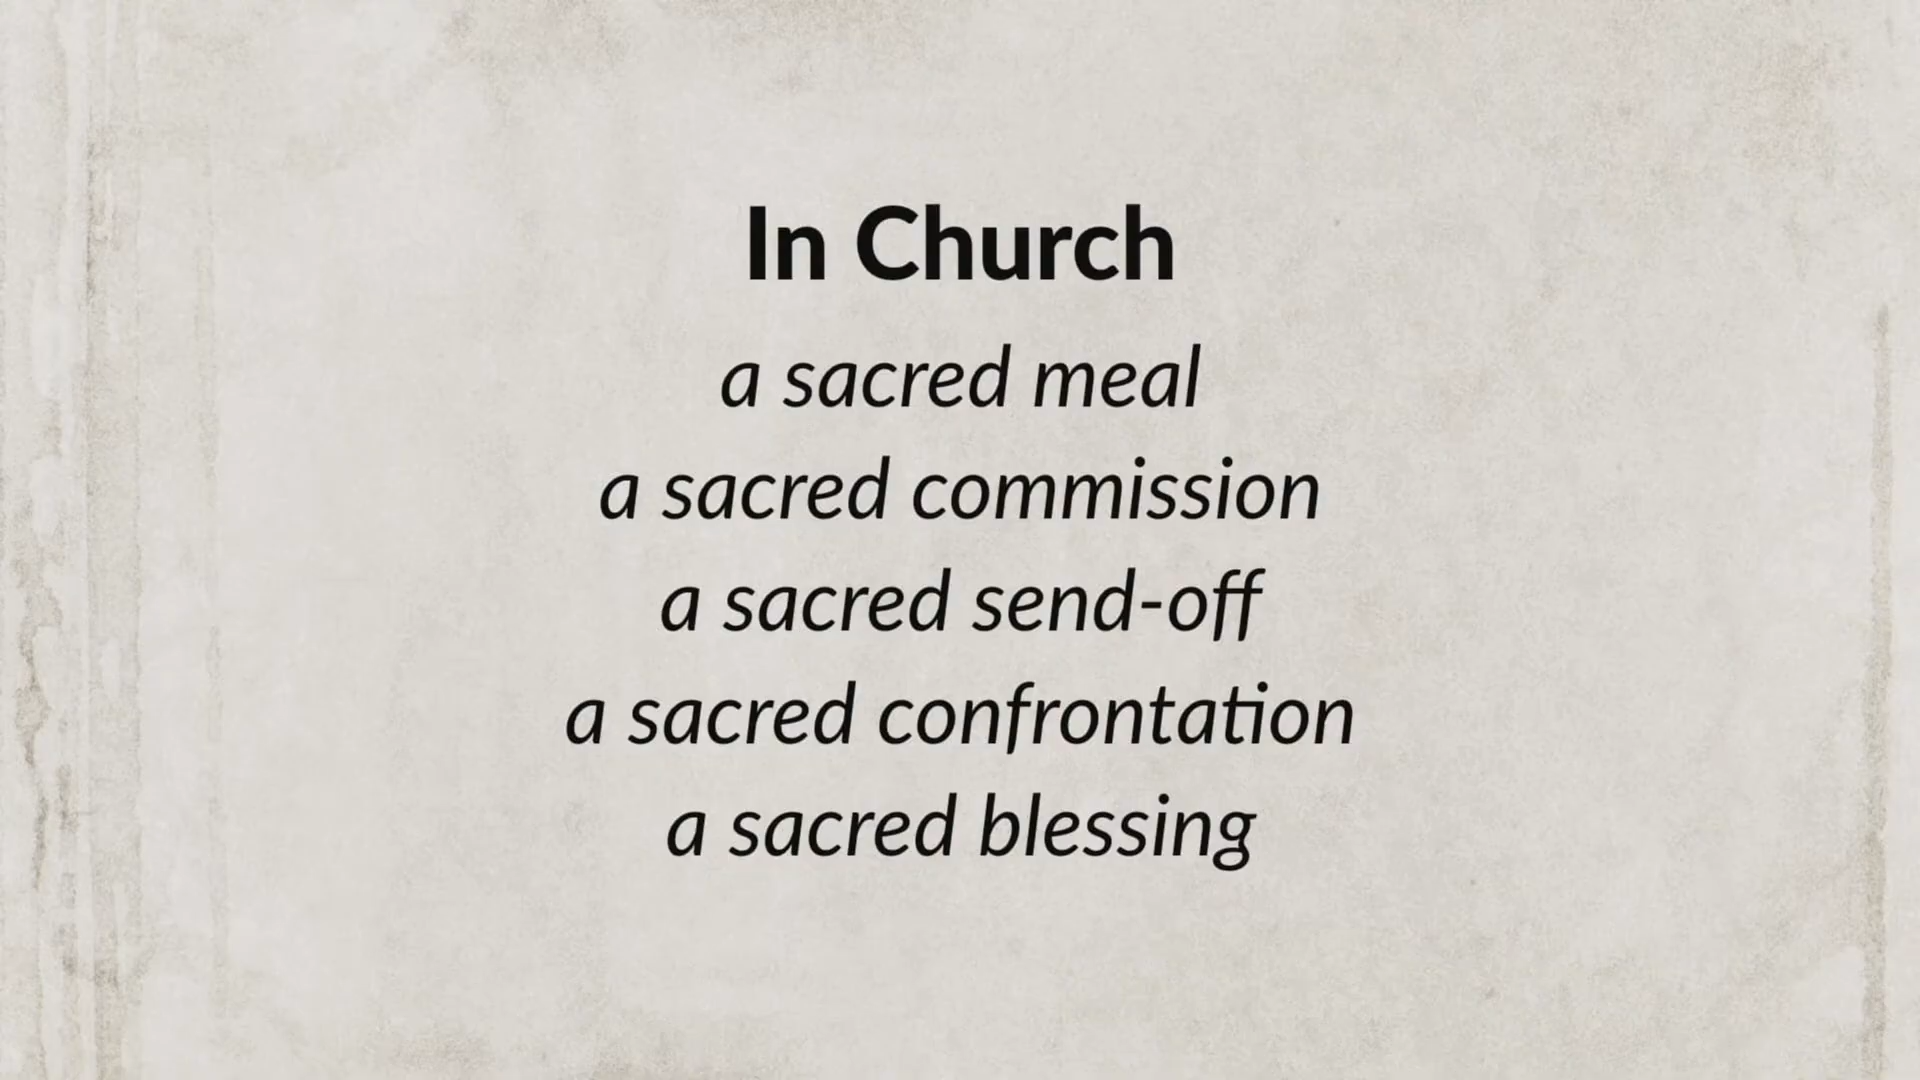 In Church
a sacred meal
a sacred commission
a sacred send-off
a sacred confrontation
a sacred blessing